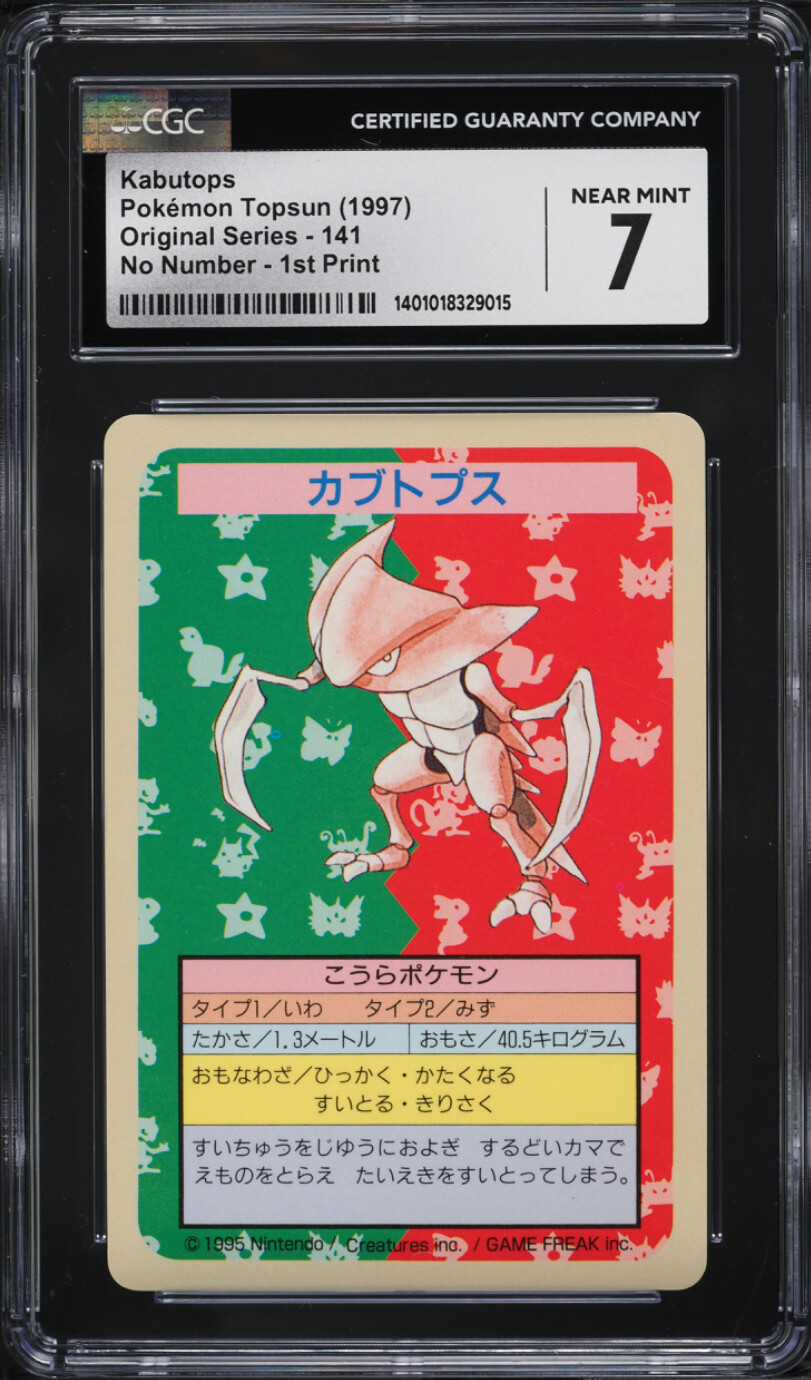 CGC
CERTIFIED GUARANTY COMPANY
Kabutops
Pokémon Topsun (1997)
Original Series - 141
No Number - 1st Print
1401018329015
NEAR MINT
7
カブトプス
こうらポケモン
タイプ1/いわ　タイプ2/みず
たかさ/1.3メートル　おもさ/40.5キログラム
おもなわざ/ひっかく・かたくなる
すいとる・きりさく
すいちゅうをじゆうにおよぎ　するどいカマで
えものをとらえ　たいえきをすいとってしまう。
© 1995 Nintendo / Creatures inc. / GAME FREAK inc.